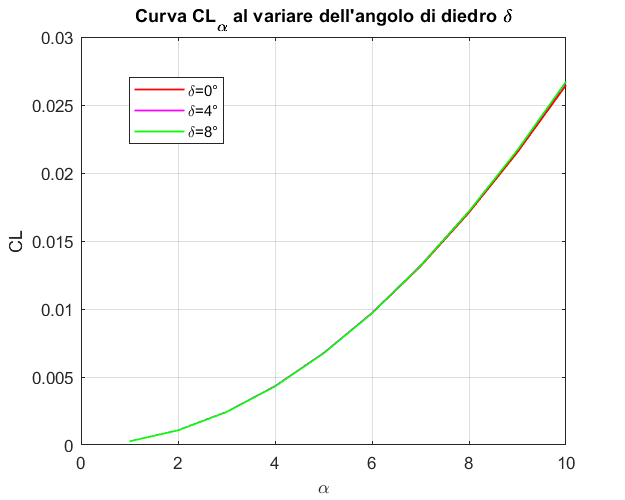 Curva CL_α al variare dell'angolo di diedro δ
0.03
0.025
0.02
0.015
0.01
0.005
0
CL
δ=0°
δ=4°
δ=8°
0 2 4 6 8 10
α